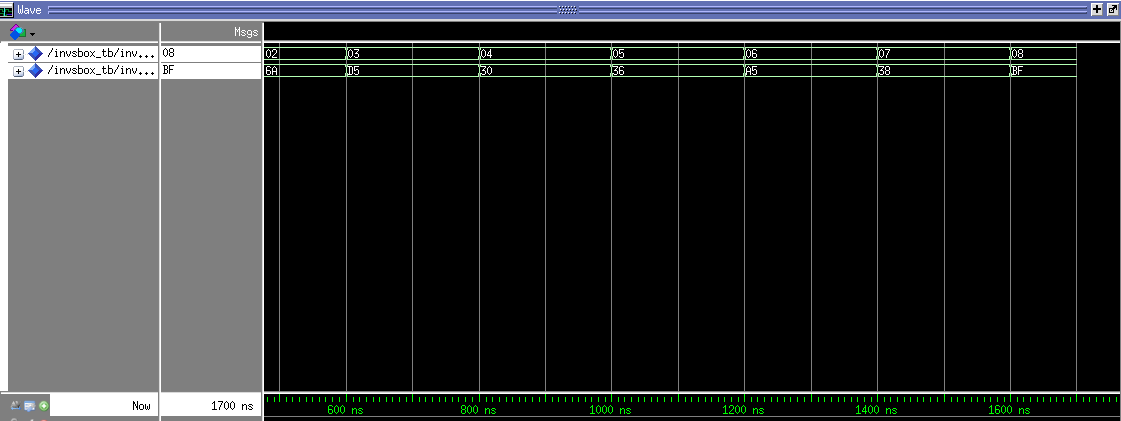 Wave
Msgs
/invsbox_tb/inv... 08 02 03 04 05 06 07 08
/invsbox_tb/inv... BF 6A D5 30 36 A5 38 BF
Now 1700 ns 600 ns 800 ns 1000 ns 1200 ns 1400 ns 1600 ns